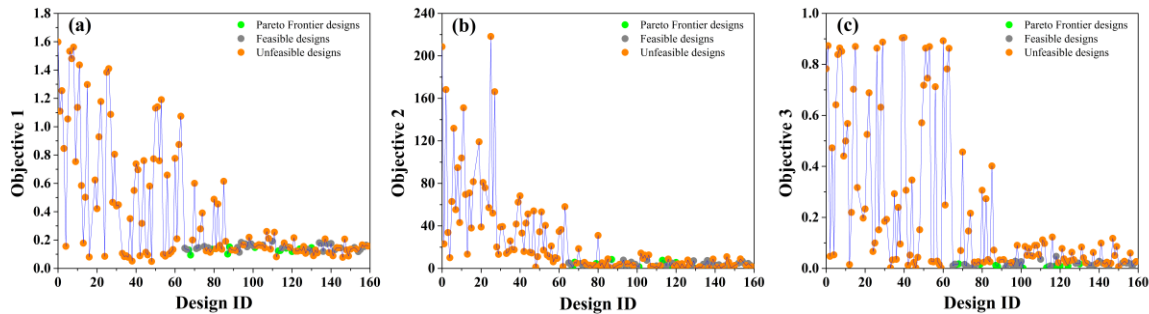 (a)
Pareto Frontier designs
Feasible designs
Unfeasible designs
1.8
1.6
1.4
1.2
1.0
0.8
0.6
0.4
0.2
0.0
Objective 1
0 20 40 60 80 100 120 140 160
Design ID
(b)
Pareto Frontier designs
Feasible designs
Unfeasible designs
240
200
160
120
80
40
0
Objective 2
0 20 40 60 80 100 120 140 160
Design ID
(c)
Pareto Frontier designs
Feasible designs
Unfeasible designs
1.0
0.8
0.6
0.4
0.2
0.0
Objective 3
0 20 40 60 80 100 120 140 160
Design ID